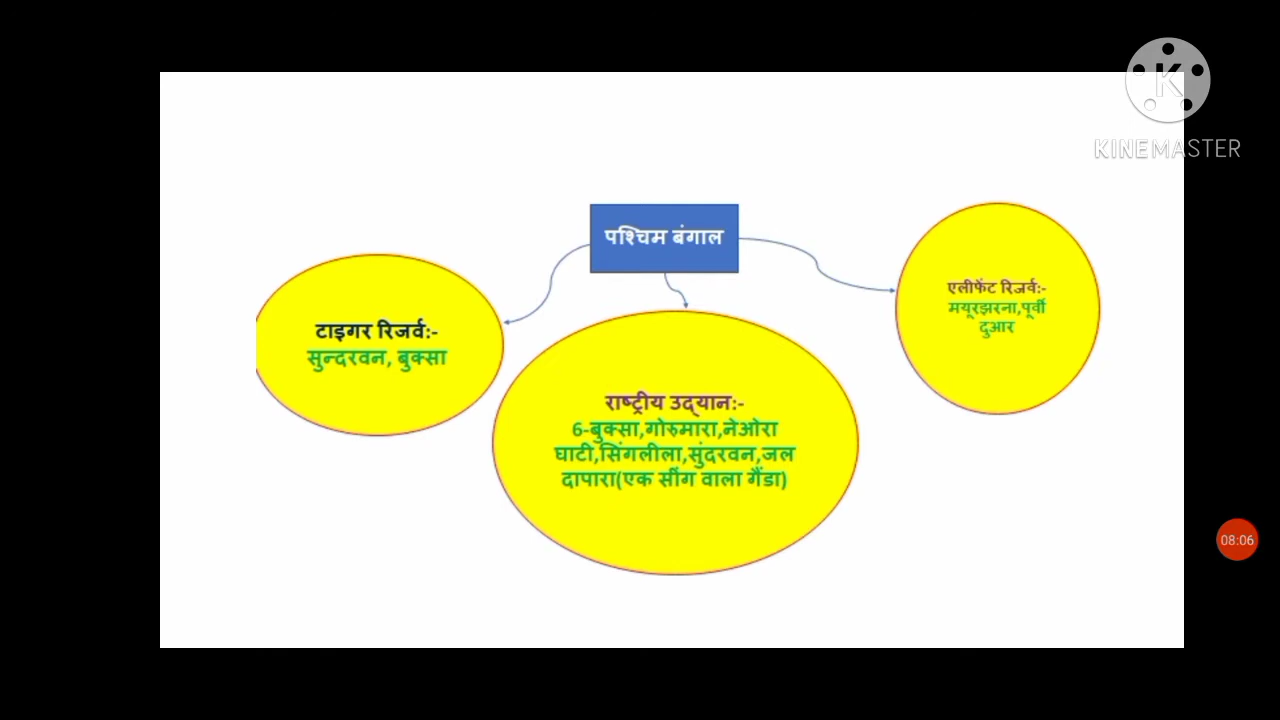 KINEMASTER
पश्चिम बंगाल
टाइगर रिजर्व:-
सुन्दरवन, बुक्सा
राष्ट्रीय उद्यान:-
6-बुक्सा,गोरुमारा,नेओरा
घाटी,सिंगलीला,सुंदरवन,जल
दापारा(एक सींग वाला गैंडा)
एलीफेंट रिजर्व:-
मयूरझरना,पूर्वी
दुआर
08:06